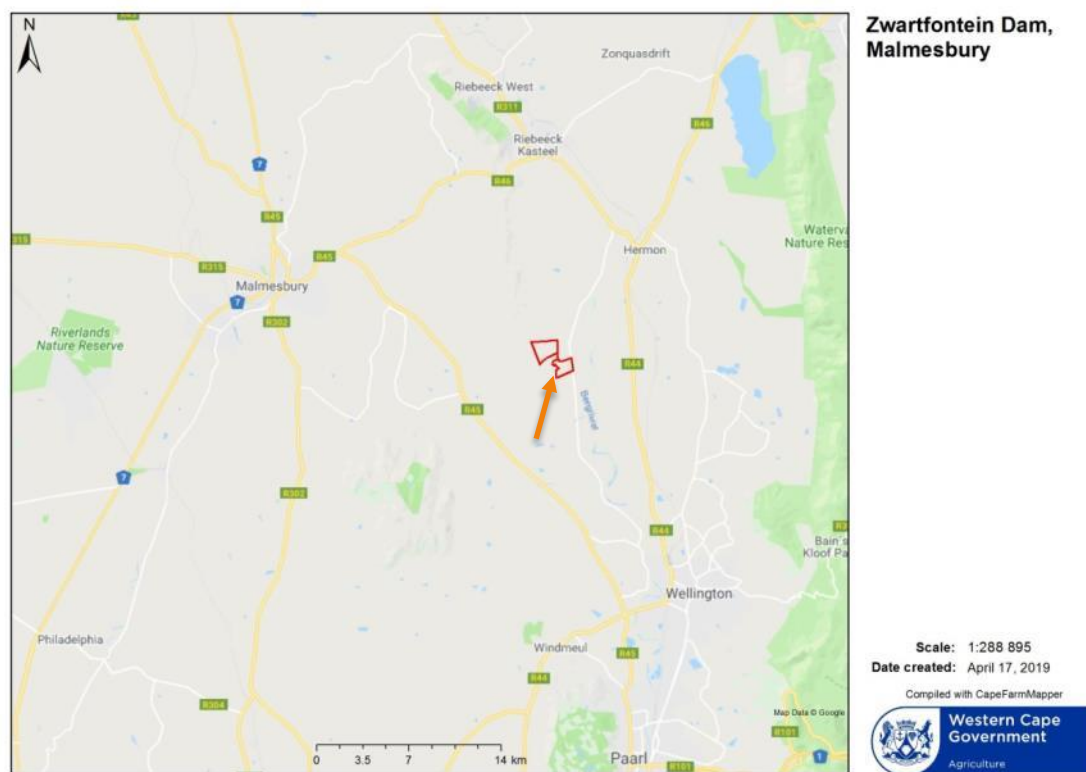 N
Zwartfontein Dam,
Malmesbury
R45
Zonquasdrift
Riebeeck West
R311
Riebeeck
Kasteel
R46
7
R46
R45
R45
R315
R315
Malmesbury
7
R302
Hermon
Nature Res
Riverlands
Nature Reserve
R44
Bergrivier
R45
7
R302
R44
Bain's
Kloof Pa
Wellington
Philadelphia
Windmeul
R45
R44
R304
Map Data © Google
R101
0 3.5 7 14 km
Paarl
R101
1
Scale: 1:288 895
Date created: April 17, 2019
Compiled with CapeFarmMapper
Western Cape
Government
Agriculture